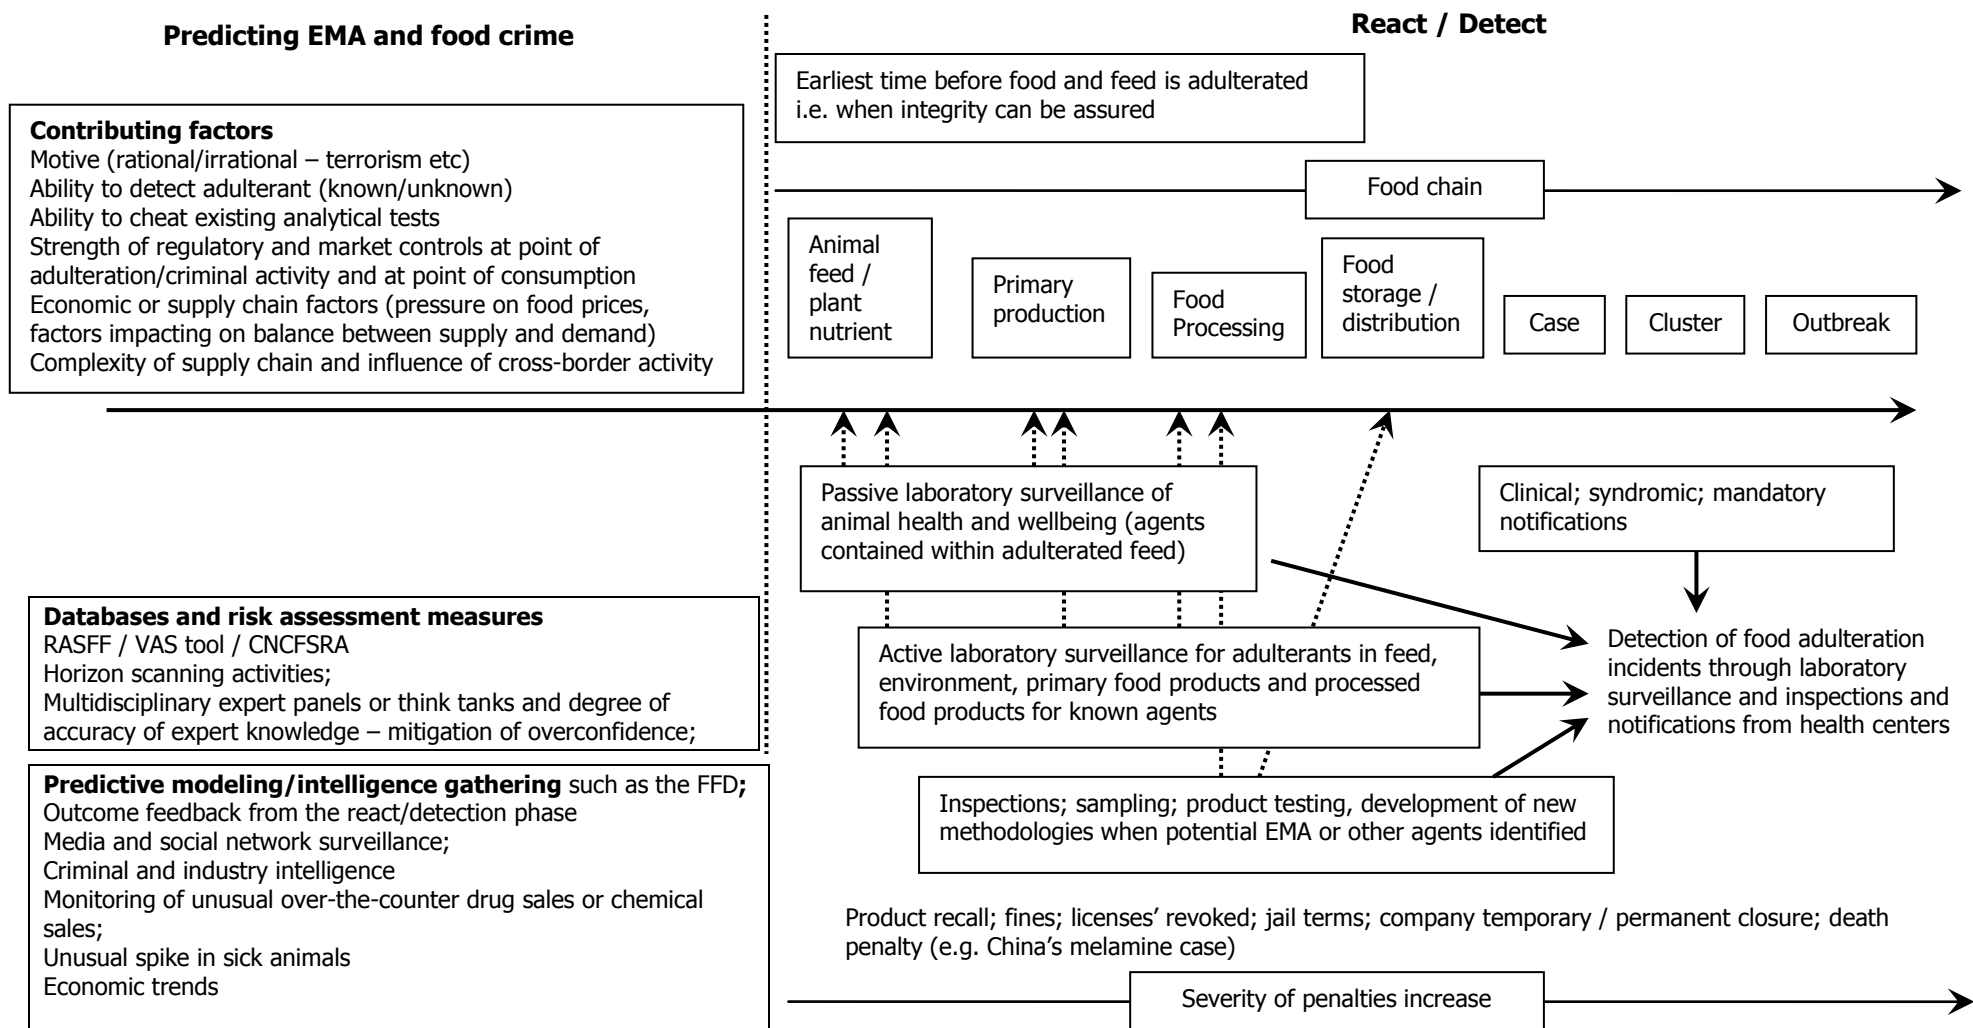 Predicting EMA and food crime
React / Detect
Contributing factors
Motive (rational/irrational – terrorism etc)
Ability to detect adulterant (known/unknown)
Ability to cheat existing analytical tests
Strength of regulatory and market controls at point of
adulteration/criminal activity and at point of consumption
Economic or supply chain factors (pressure on food prices,
factors impacting on balance between supply and demand)
Complexity of supply chain and influence of cross-border activity
Earliest time before food and feed is adulterated
i.e. when integrity can be assured
Food chain
Animal
feed /
plant
nutrient
Primary
production
Food
Processing
Food
storage /
distribution
Case
Cluster
Outbreak
Passive laboratory surveillance of
animal health and wellbeing (agents
contained within adulterated feed)
Clinical; syndromic; mandatory
notifications
Databases and risk assessment measures
RASFF / VAS tool / CNCFSRA
Horizon scanning activities;
Multidisciplinary expert panels or think tanks and degree of
accuracy of expert knowledge – mitigation of overconfidence;
Active laboratory surveillance for adulterants in feed,
environment, primary food products and processed
food products for known agents
Detection of food adulteration
incidents through laboratory
surveillance and inspections and
notifications from health centers
Predictive modeling/intelligence gathering such as the FFD;
Outcome feedback from the react/detection phase
Media and social network surveillance;
Criminal and industry intelligence
Monitoring of unusual over-the-counter drug sales or chemical
sales;
Unusual spike in sick animals
Economic trends
Inspections; sampling; product testing, development of new
methodologies when potential EMA or other agents identified
Product recall; fines; licenses’ revoked; jail terms; company temporary / permanent closure; death
penalty (e.g. China’s melamine case)
Severity of penalties increase